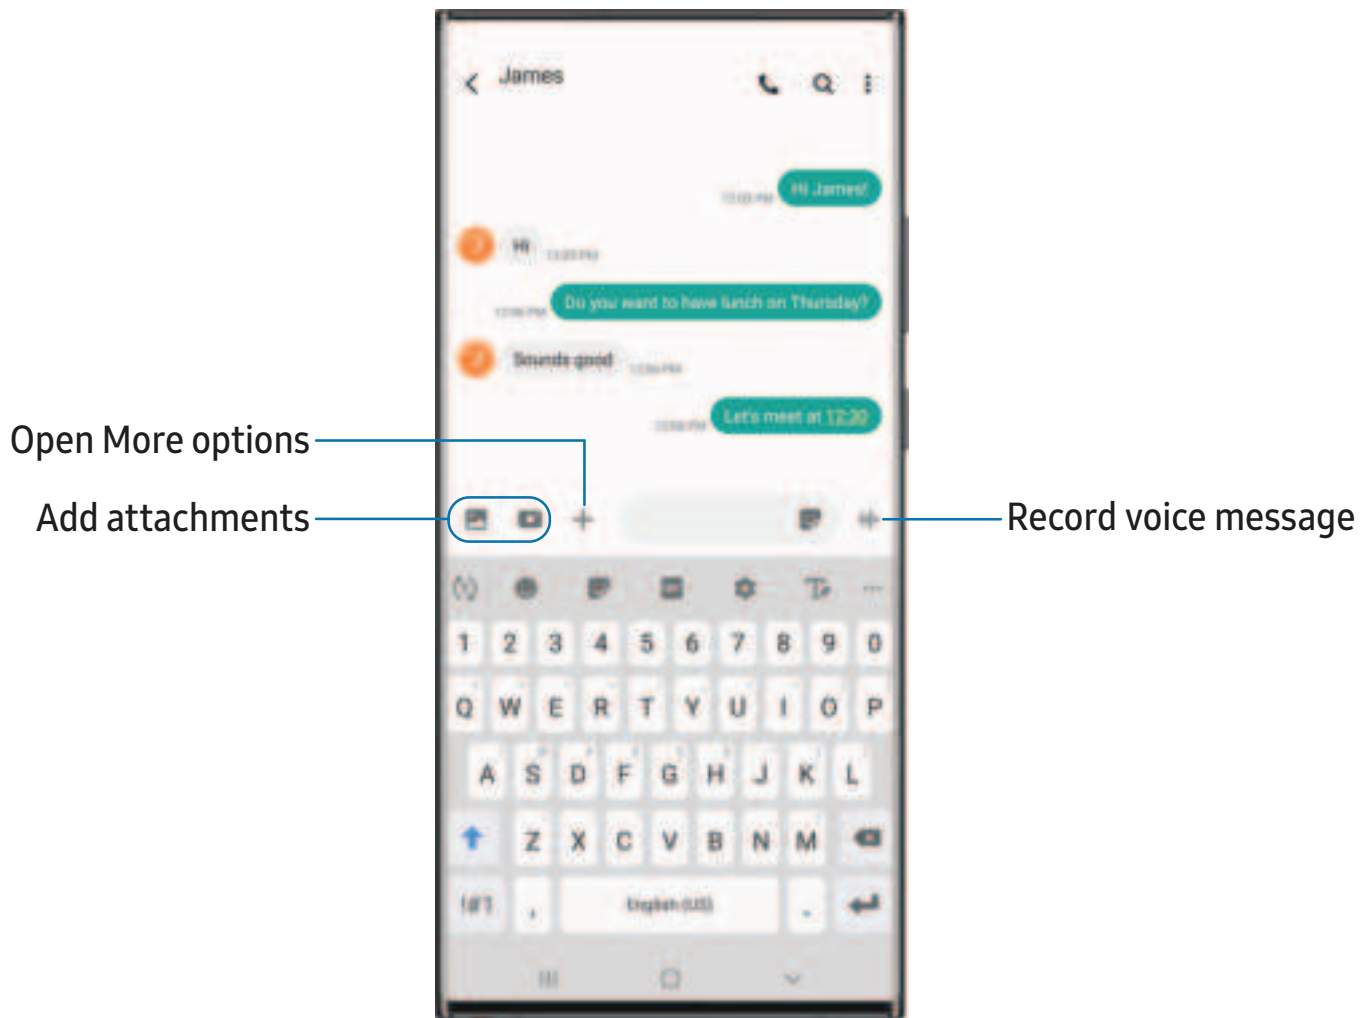 James
Hi James!
Hi
Do you want to have lunch on Thursday?
Sounds good
Let's meet at 12:30
Open More options
Add attachments
Record voice message
1 2 3 4 5 6 7 8 9 0
Q W E R T Y U I O P
A S D F G H J K L
Z X C V B N M
!#1 , English (US) .